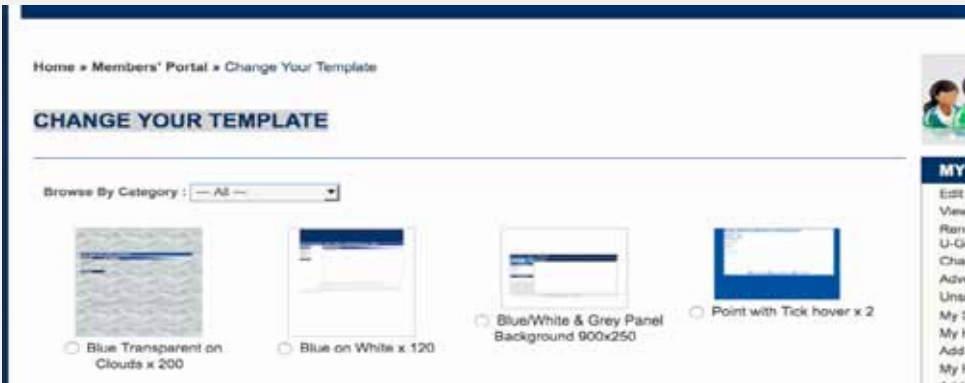 Home » Members' Portal » Change Your Template
CHANGE YOUR TEMPLATE
Browse By Category : --- All ---
Blue Transparent on
Clouds x 200
Blue on White x 120
Blue/White & Grey Panel
Background 900x250
Point with Tick hover x 2
MY
Edit
View
U-G
My
My
Add
My